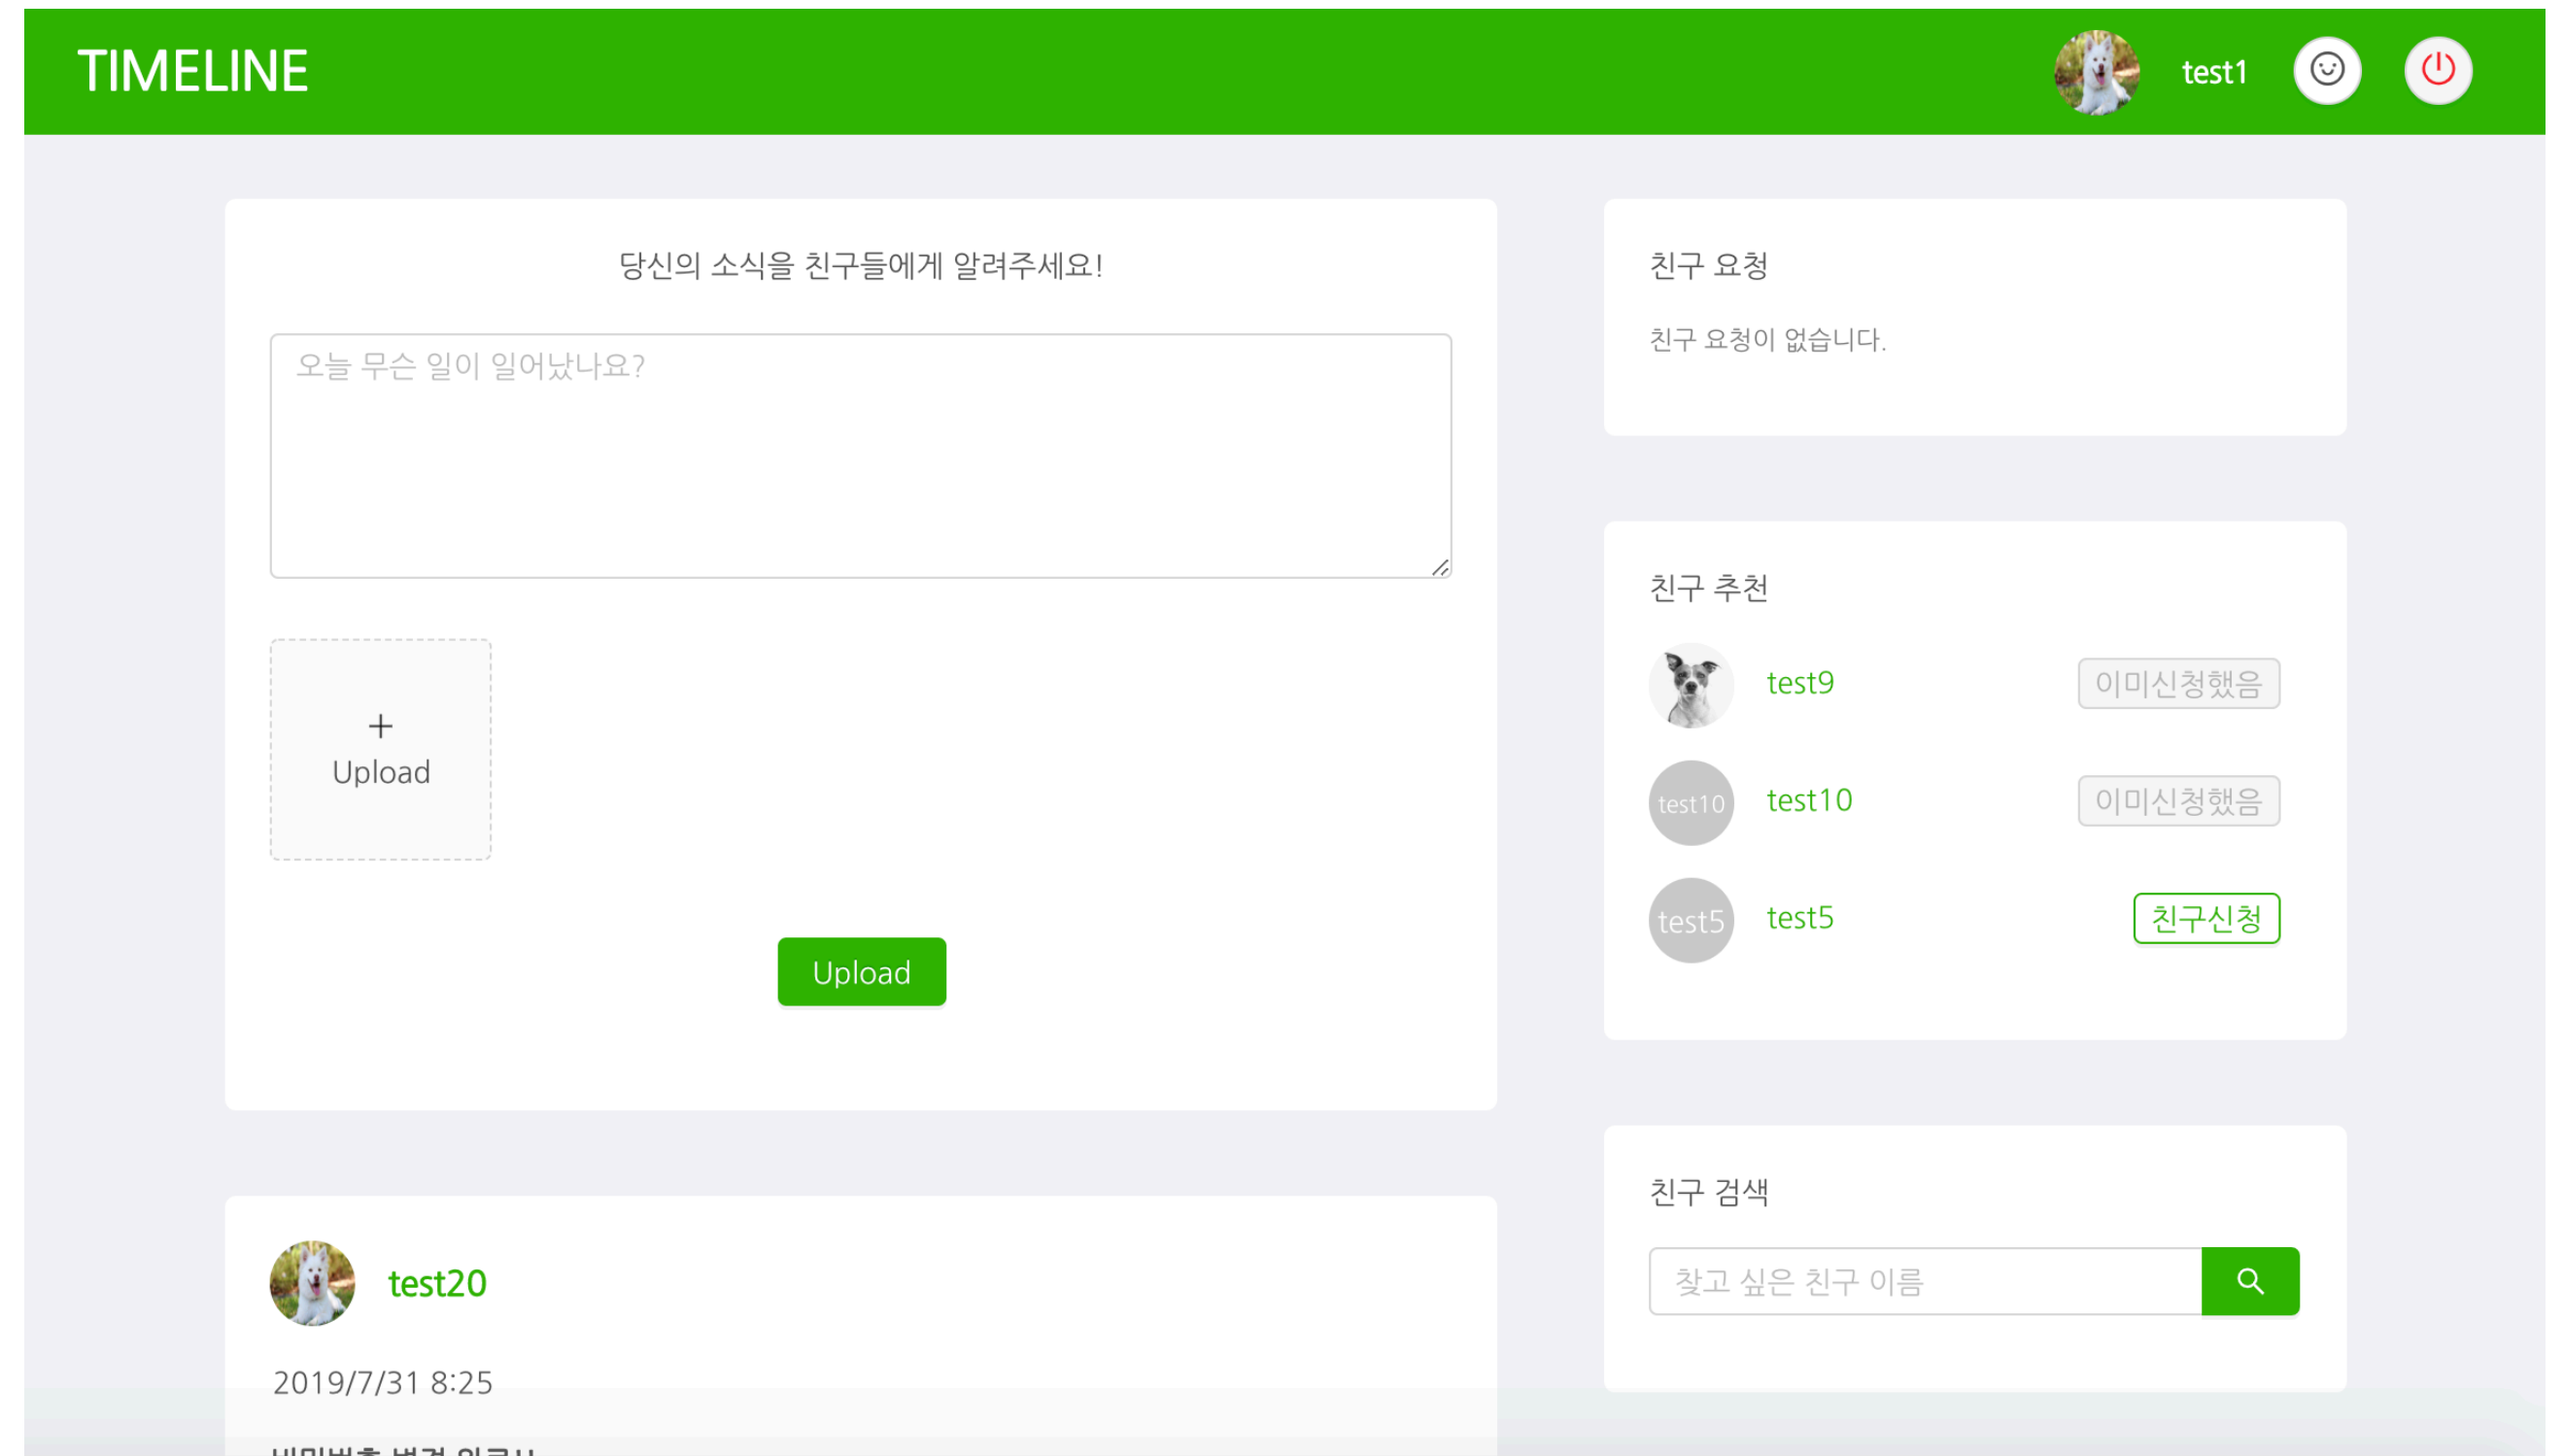 TIMELINE
test1
당신의 소식을 친구들에게 알려주세요!
오늘 무슨 일이 일어났나요?
Upload
Upload
test20
2019/7/31 8:25
친구 요청
친구 요청이 없습니다.
친구 추천
test9
이미신청했음
test10
test10
이미신청했음
test5
test5
친구신청
친구 검색
찾고 싶은 친구 이름